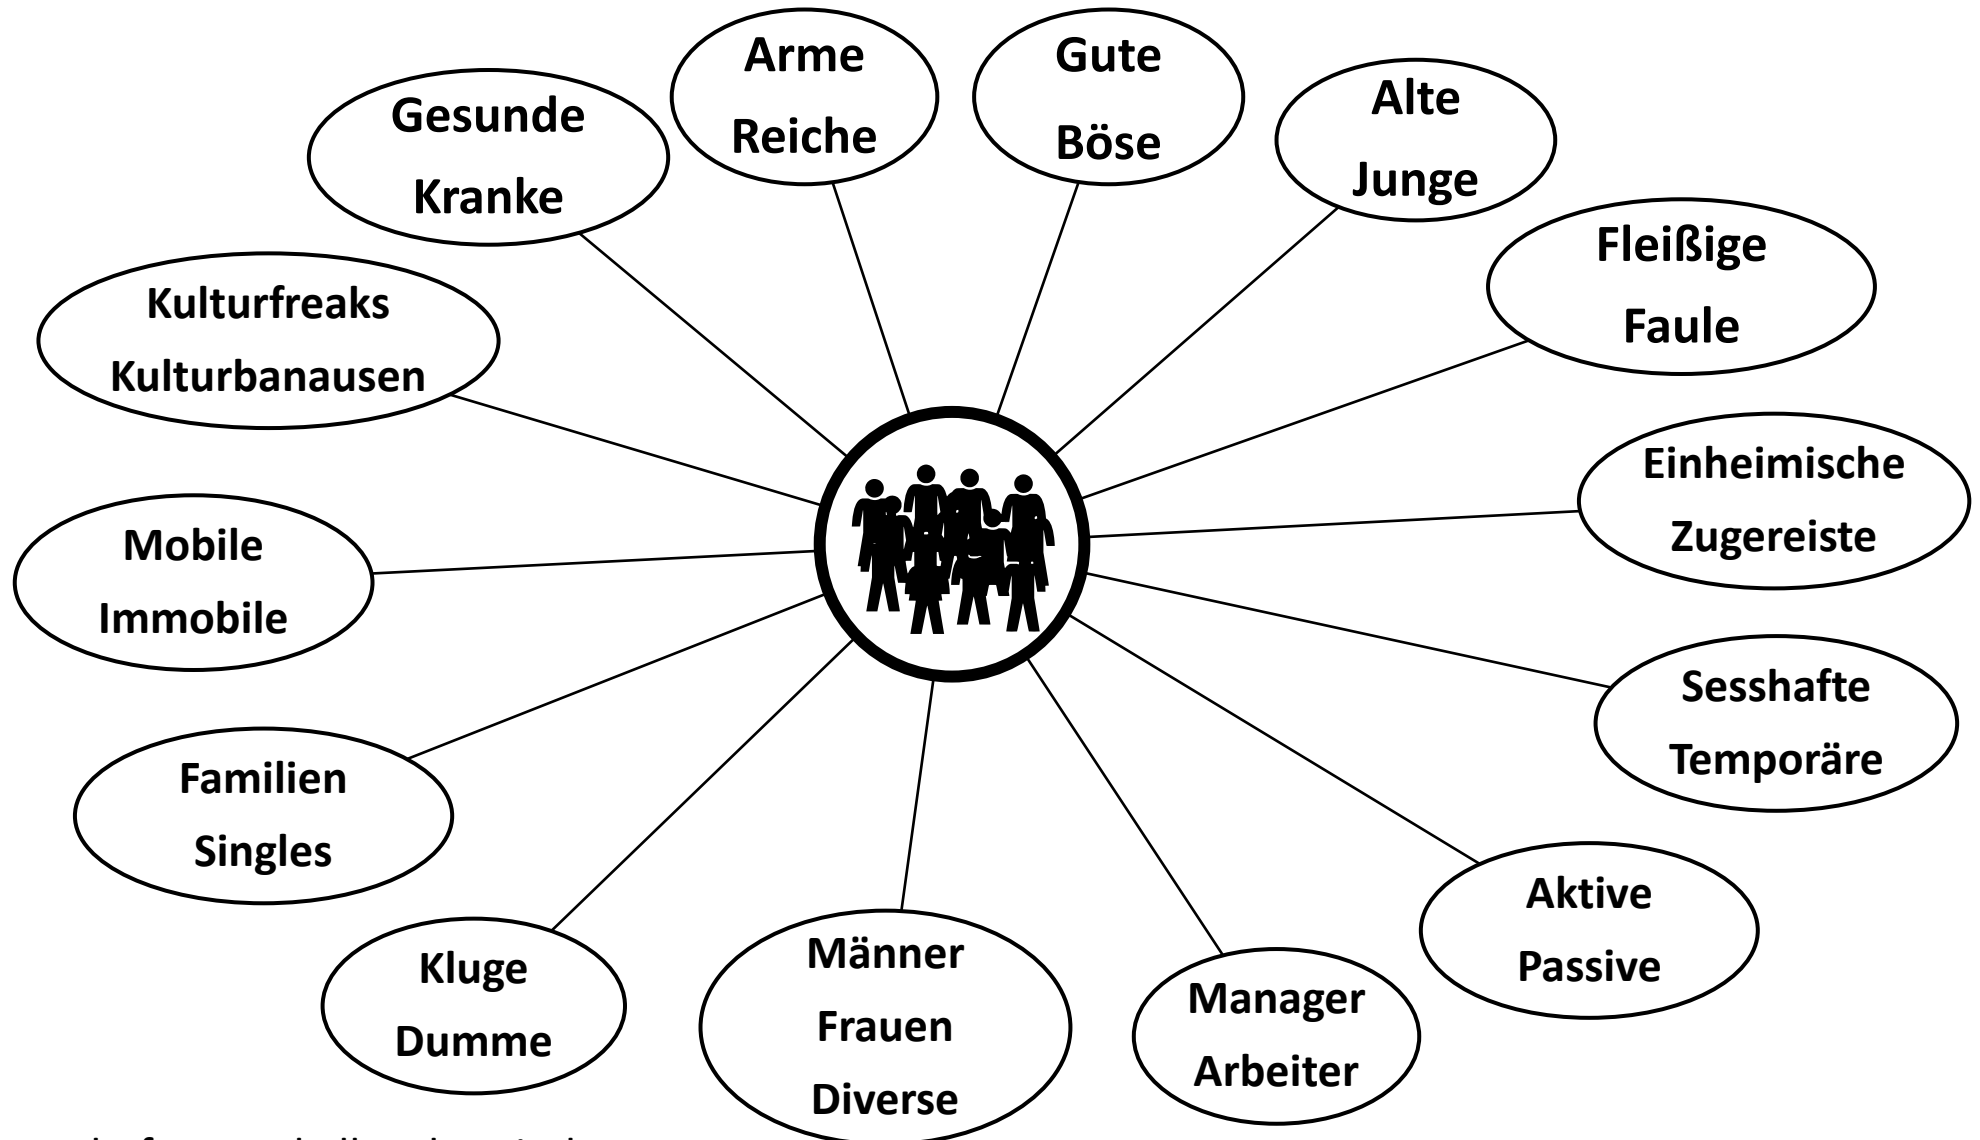 Arme
Reiche
Gute
Böse
Alte
Junge
Gesunde
Kranke
Fleißige
Faule
Kulturfreaks
Kulturbanausen
Einheimische
Zugereiste
Mobile
Immobile
Sesshafte
Temporäre
Familien
Singles
Aktive
Passive
Kluge
Dumme
Männer
Frauen
Diverse
Manager
Arbeiter